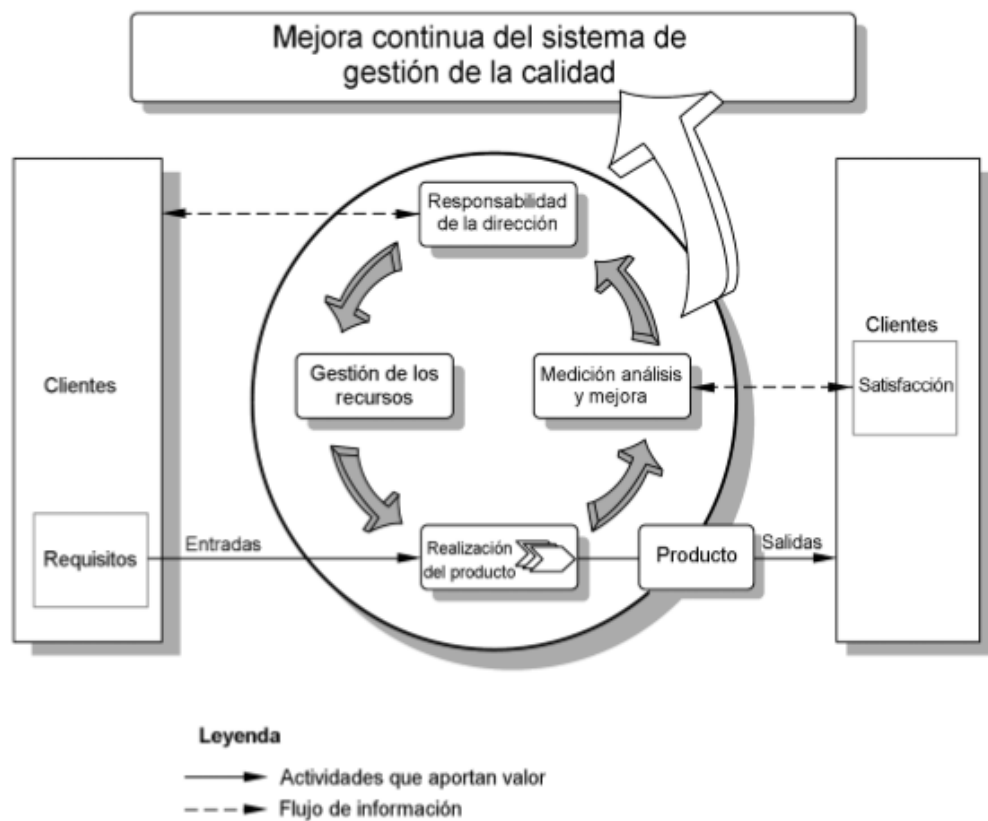 Mejora continua del sistema de
gestión de la calidad
Responsabilidad
de la dirección
Clientes
Gestión de los
recursos
Medición análisis
y mejora
Clientes
Satisfacción
Requisitos
Entradas
Realización
del producto
Producto
Salidas
Leyenda
Actividades que aportan valor
Flujo de información